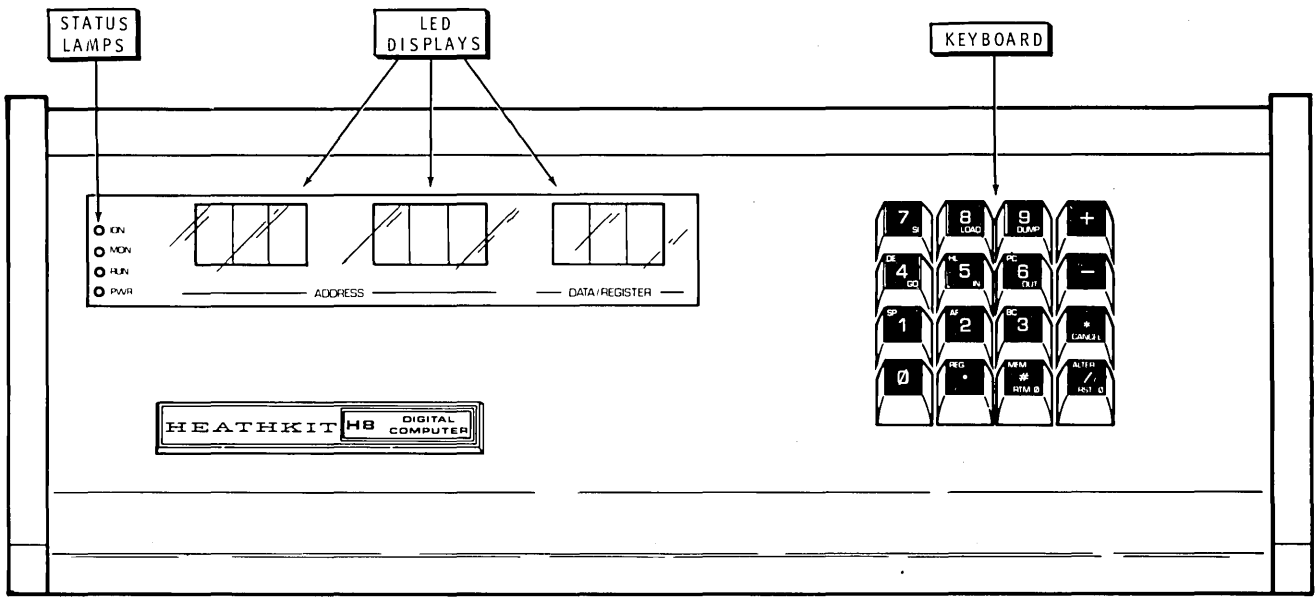 STATUS
LAMPS
LED
DISPLAYS
KEYBOARD
ION
MON
RUN
PWR
ADDRESS
DATA/REGISTER
7
SI
8
LOAD
9
DUMP
+
−
DE
4
GO
HL
5
IN
PC
6
OUT
SP
1
AF
2
BC
3
*
CANCEL
Ø
REG
.
MEM
#
RTM Ø
ALTER
/
RST Ø
HEATHKIT H8 DIGITAL
COMPUTER